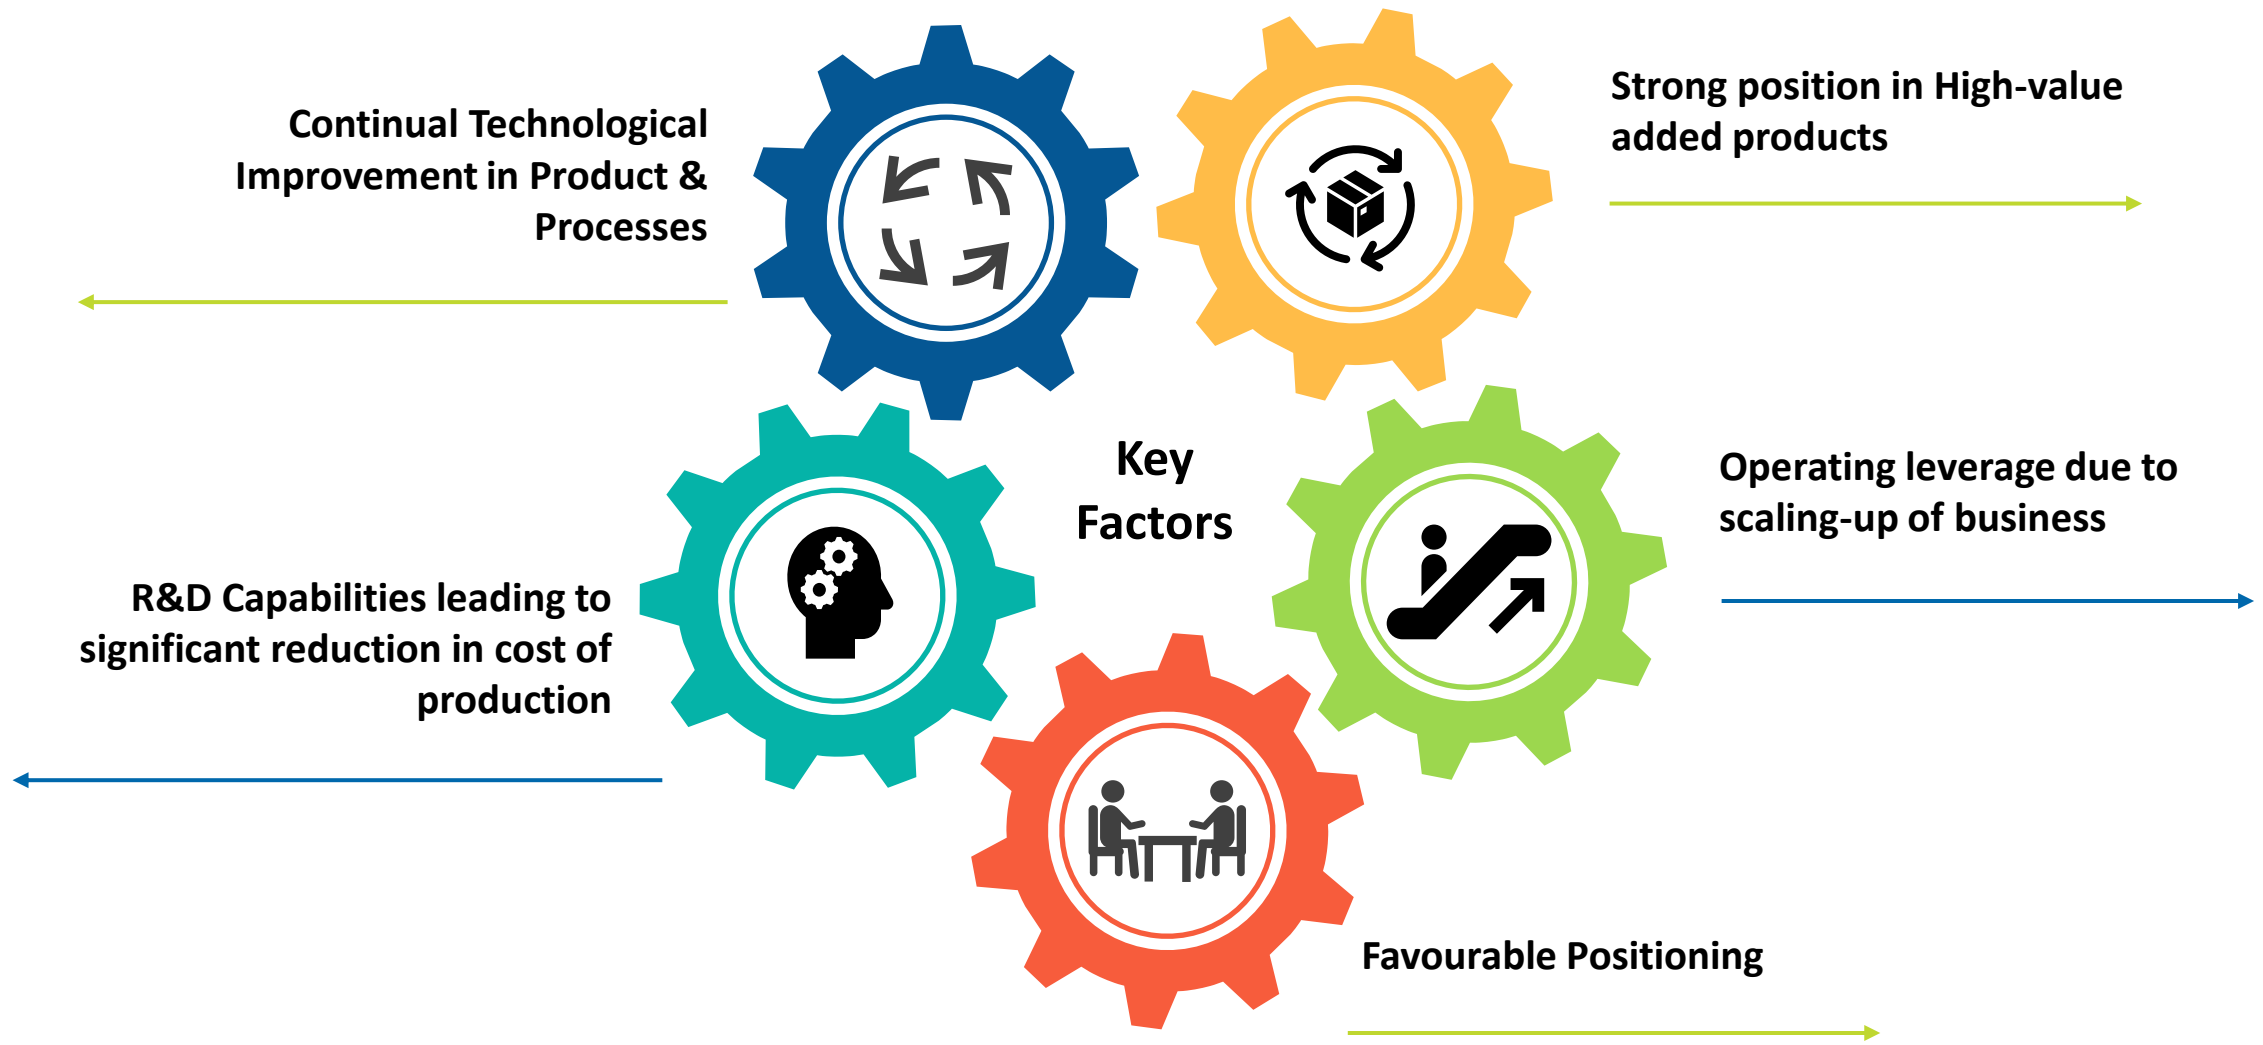 Continual Technological
Improvement in Product &
Processes
Strong position in High-value
added products
Key
Factors
Operating leverage due to
scaling-up of business
R&D Capabilities leading to
significant reduction in cost of
production
Favourable Positioning